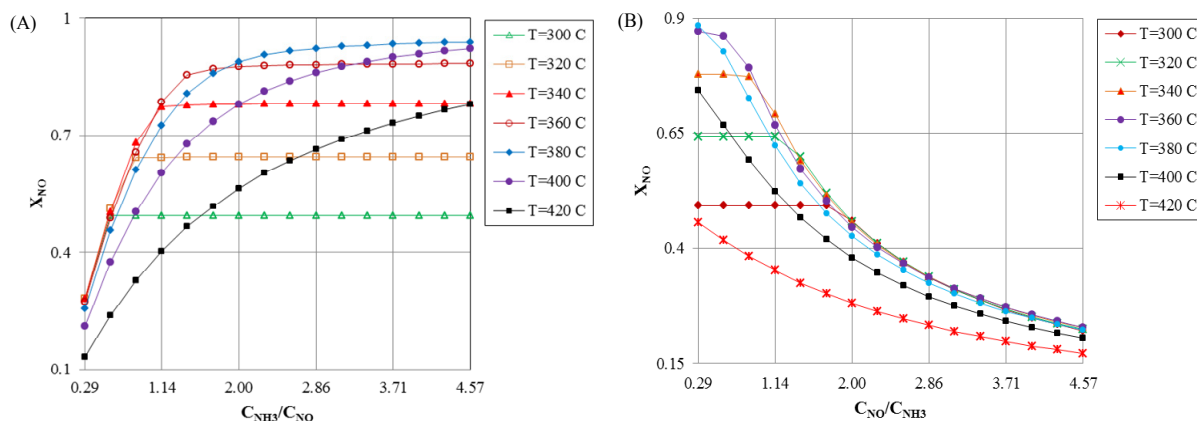 (A)
1
0.7
0.4
0.1
X_NO
0.29
1.14
2.00
2.86
3.71
4.57
C_NH3/C_NO
T=300 C
T=320 C
T=340 C
T=360 C
T=380 C
T=400 C
T=420 C
(B)
0.9
0.65
0.4
0.15
X_NO
0.29
1.14
2.00
2.86
3.71
4.57
C_NO/C_NH3
T=300 C
T=320 C
T=340 C
T=360 C
T=380 C
T=400 C
T=420 C